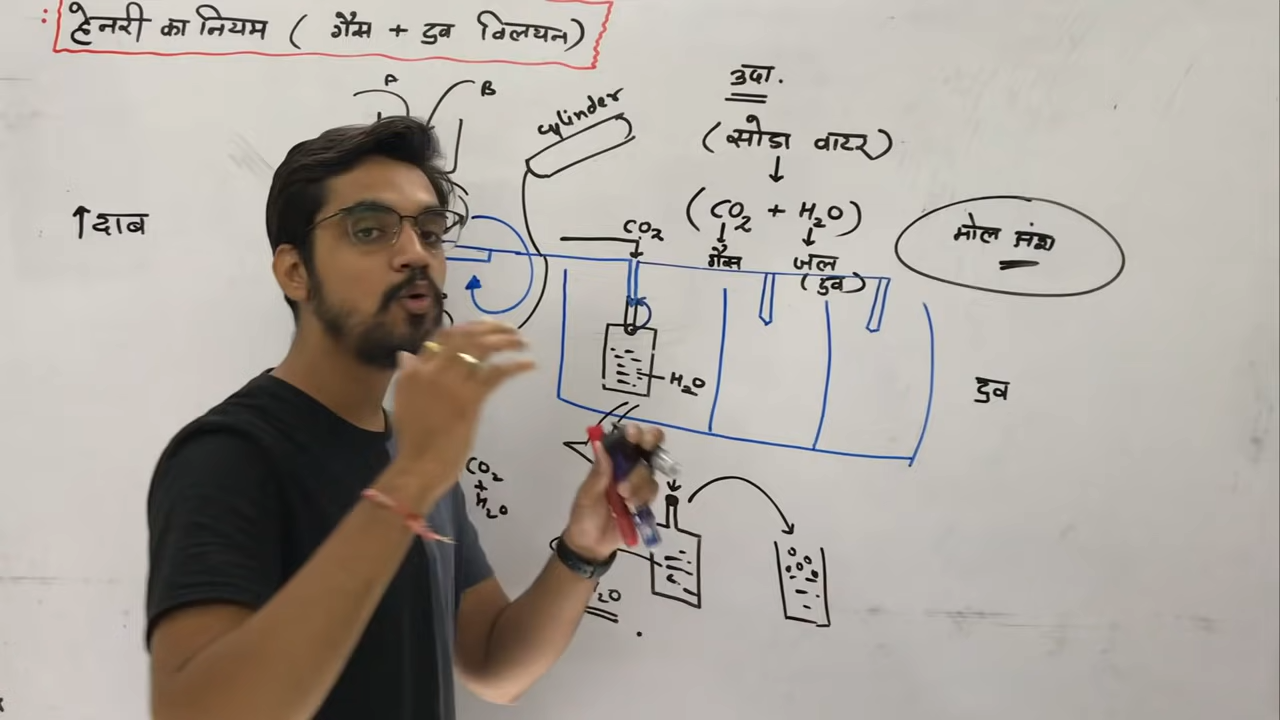 हेनरी का नियम ( गैस + द्रव विलयन)
A
B
cylinder
उदा.
(सोडा वाटर)
↓
(CO₂ + H₂O)
↓ ↓
गैस जल
(द्रव)
मोल अंश
↑दाब
CO₂
H₂O
द्रव
CO₂
+
H₂O